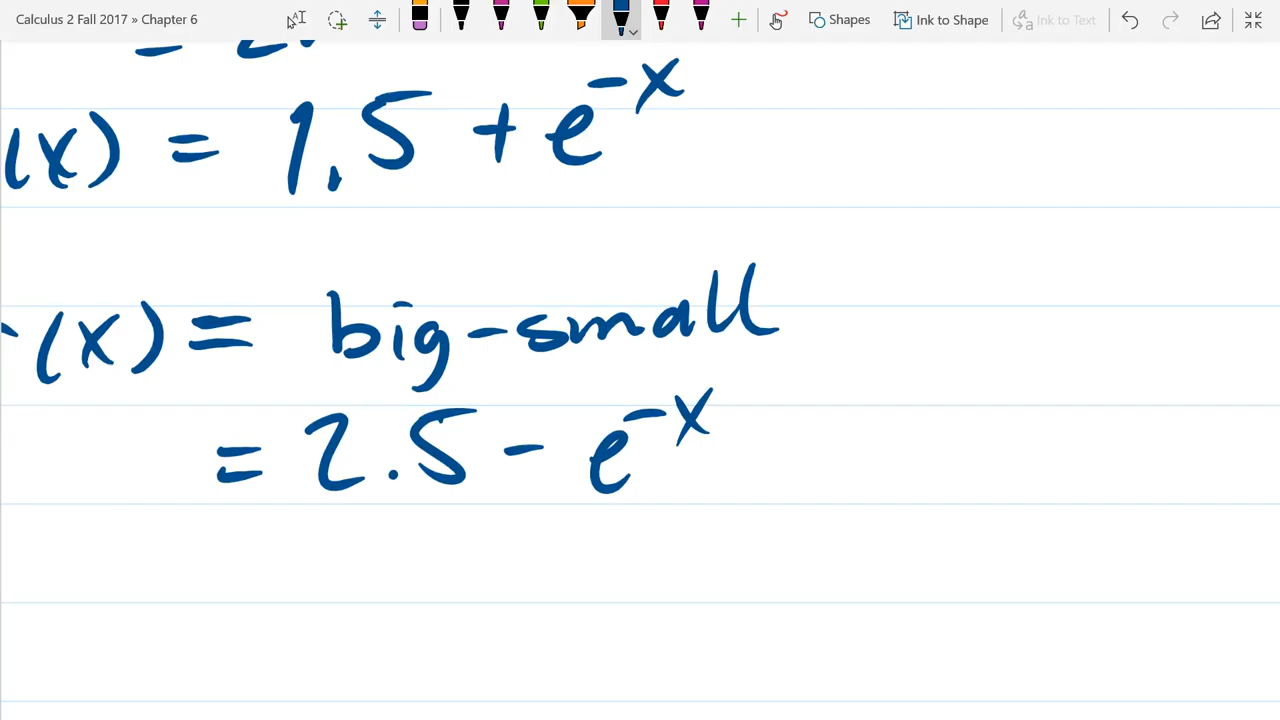 Calculus 2 Fall 2017 » Chapter 6 Shapes Ink to Shape Ink to Text
= 2.
(x) = 1.5 + e^{-x}
(x) = big - small
= 2.5 - e^{-x}